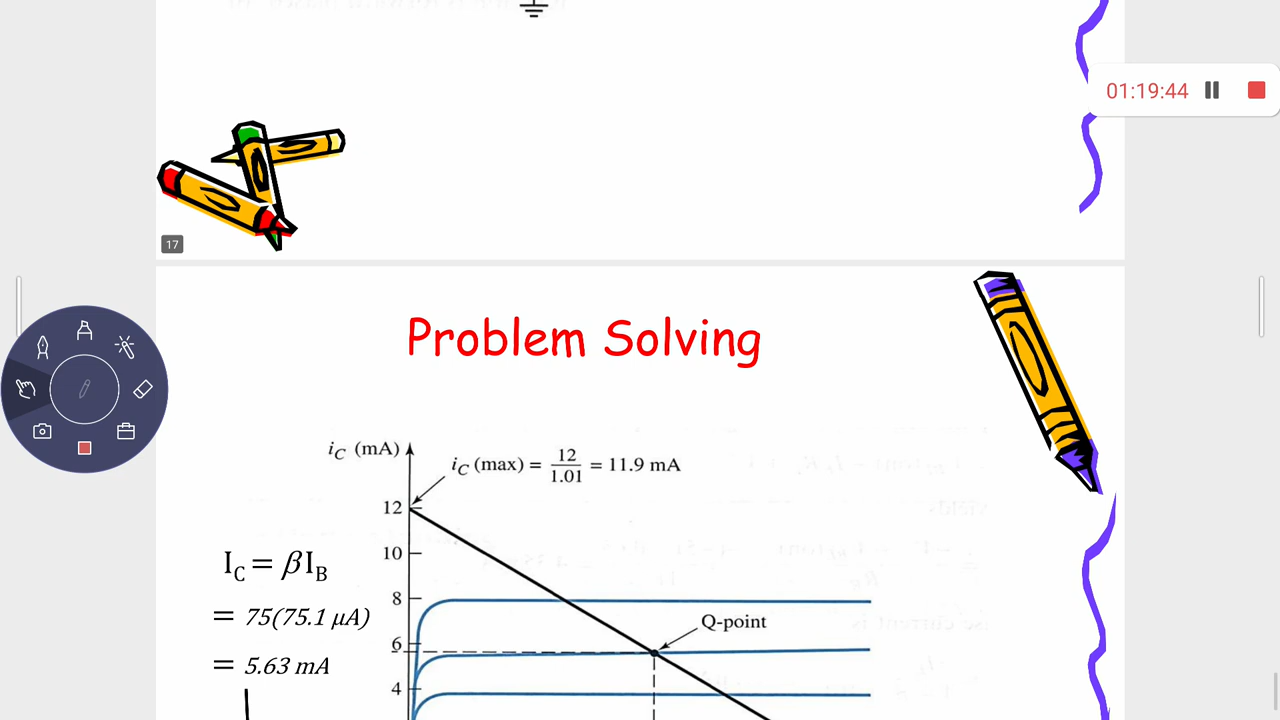 01:19:44
17
Problem Solving
i_C (mA)
i_C (max) = 12/1.01 = 11.9 mA
12
10
8
6
4
Q-point
I_C = βI_B
= 75(75.1 μA)
= 5.63 mA